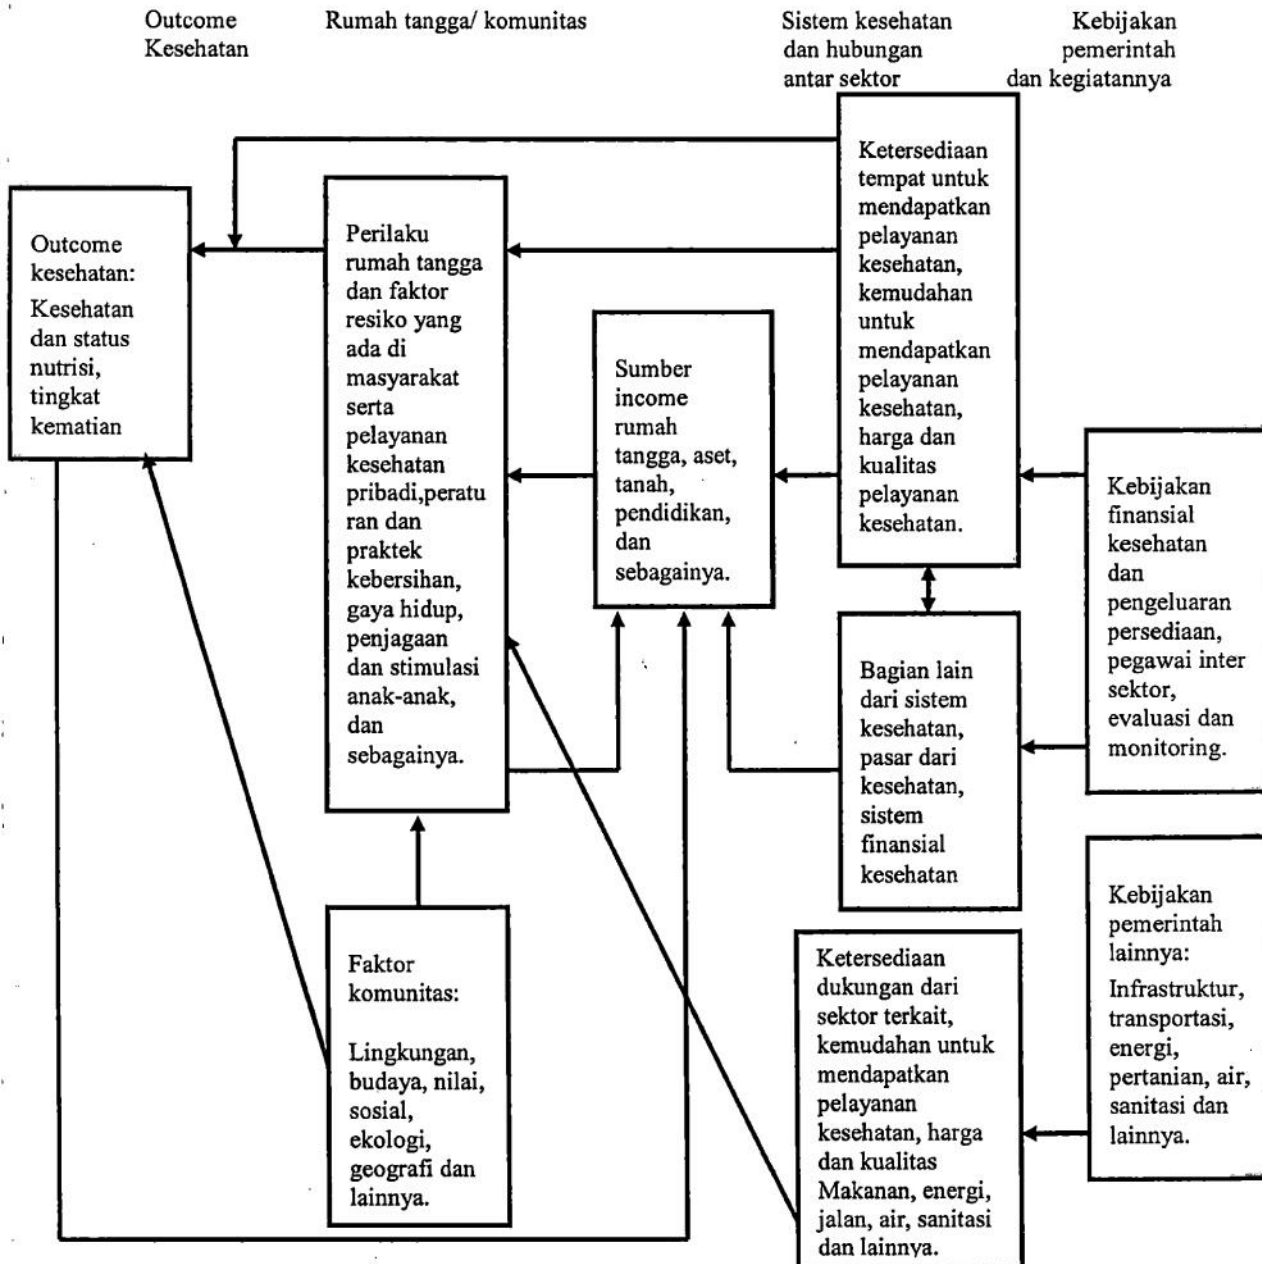 Outcome
Kesehatan
Rumah tangga/ komunitas
Sistem kesehatan
dan hubungan
antar sektor
Kebijakan
pemerintah
dan kegiatannya
Outcome
kesehatan:
Kesehatan
dan status
nutrisi,
tingkat
kematian
Perilaku
rumah tangga
dan faktor
resiko yang
ada di
masyarakat
serta
pelayanan
kesehatan
pribadi,peratu
ran dan
praktek
kebersihan,
gaya hidup,
penjagaan
dan stimulasi
anak-anak,
dan
sebagainya.
Faktor
komunitas:
Lingkungan,
budaya, nilai,
sosial,
ekologi,
geografi dan
lainnya.
Sumber
income
rumah
tangga, aset,
tanah,
pendidikan,
dan
sebagainya.
Ketersediaan
tempat untuk
mendapatkan
pelayanan
kesehatan,
kemudahan
untuk
mendapatkan
pelayanan
kesehatan,
harga dan
kualitas
pelayanan
kesehatan.
Bagian lain
dari sistem
kesehatan,
pasar dari
kesehatan,
sistem
finansial
kesehatan
Ketersediaan
dukungan dari
sektor terkait,
kemudahan untuk
mendapatkan
pelayanan
kesehatan, harga
dan kualitas
Makanan, energi,
jalan, air, sanitasi
dan lainnya.
Kebijakan
finansial
kesehatan
dan
pengeluaran
persediaan,
pegawai inter
sektor,
evaluasi dan
monitoring.
Kebijakan
pemerintah
lainnya:
Infrastruktur,
transportasi,
energi,
pertanian, air,
sanitasi dan
lainnya.